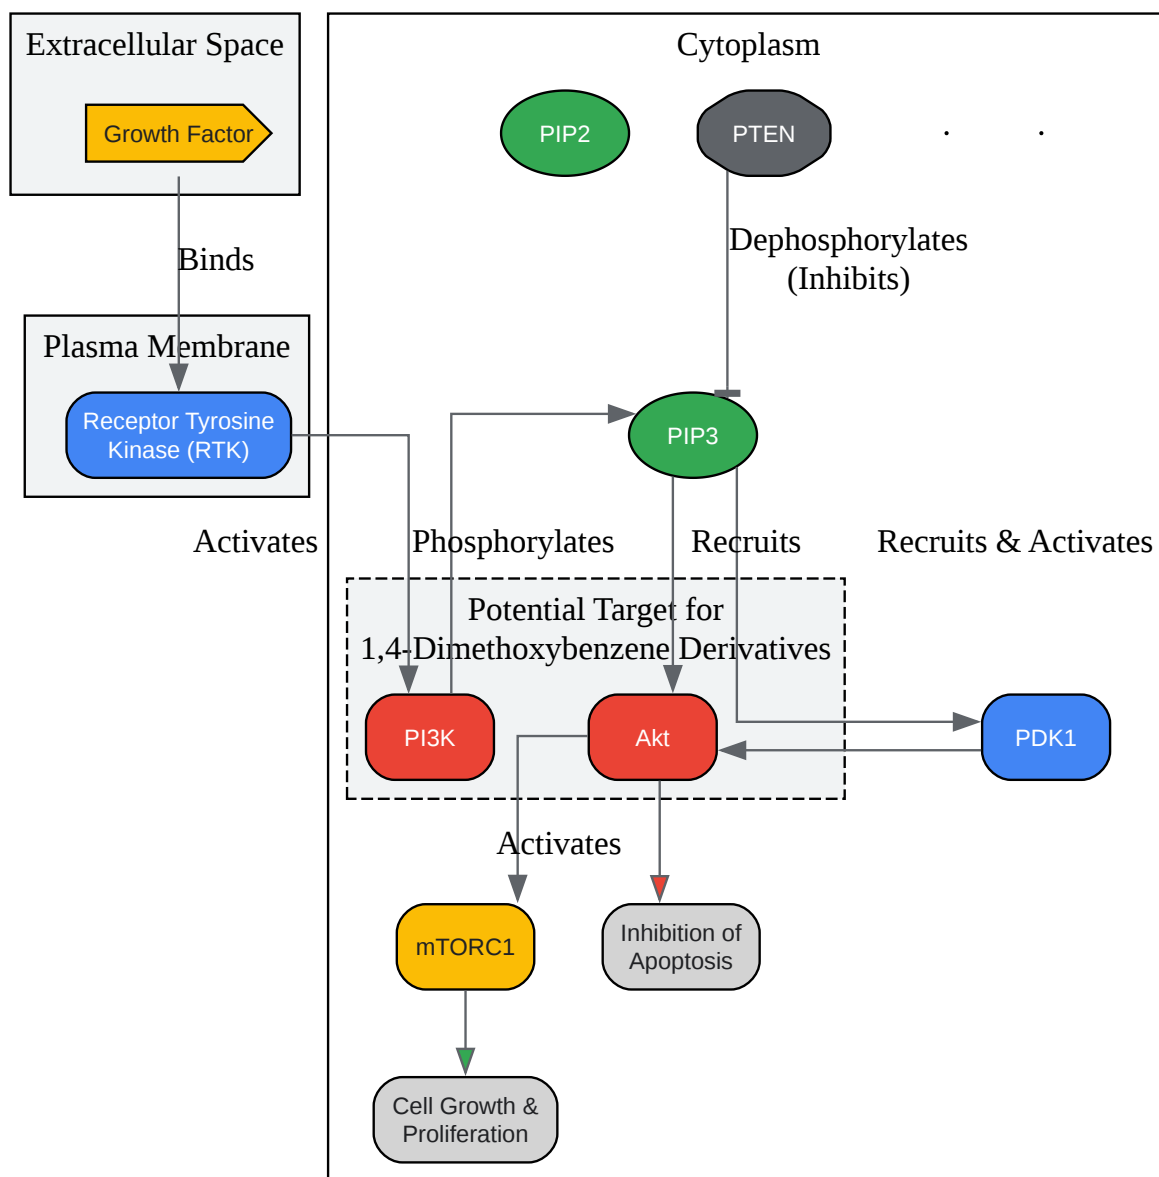 Extracellular Space
Growth Factor
Binds
Plasma Membrane
Receptor Tyrosine
Kinase (RTK)
Activates
Cytoplasm
PIP2
PTEN
Dephosphorylates
(Inhibits)
PIP3
Phosphorylates
Recruits
Recruits & Activates
Potential Target for
1,4-Dimethoxybenzene Derivatives
PI3K
Akt
PDK1
Activates
mTORC1
Inhibition of
Apoptosis
Cell Growth &
Proliferation